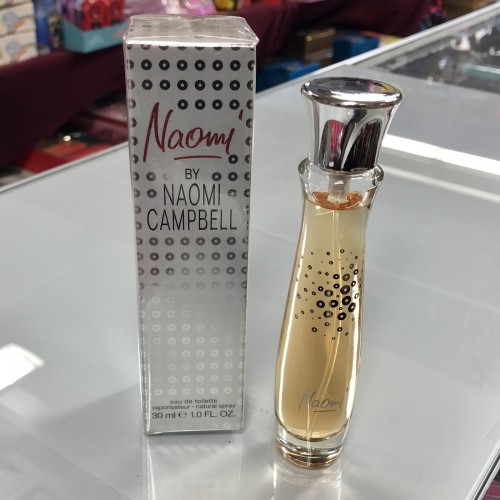 Naomi
BY
NAOMI
CAMPBELL
eau de toilette
vaporisateur - natural spray
30 ml e 1.0 FL. OZ.
Naomi